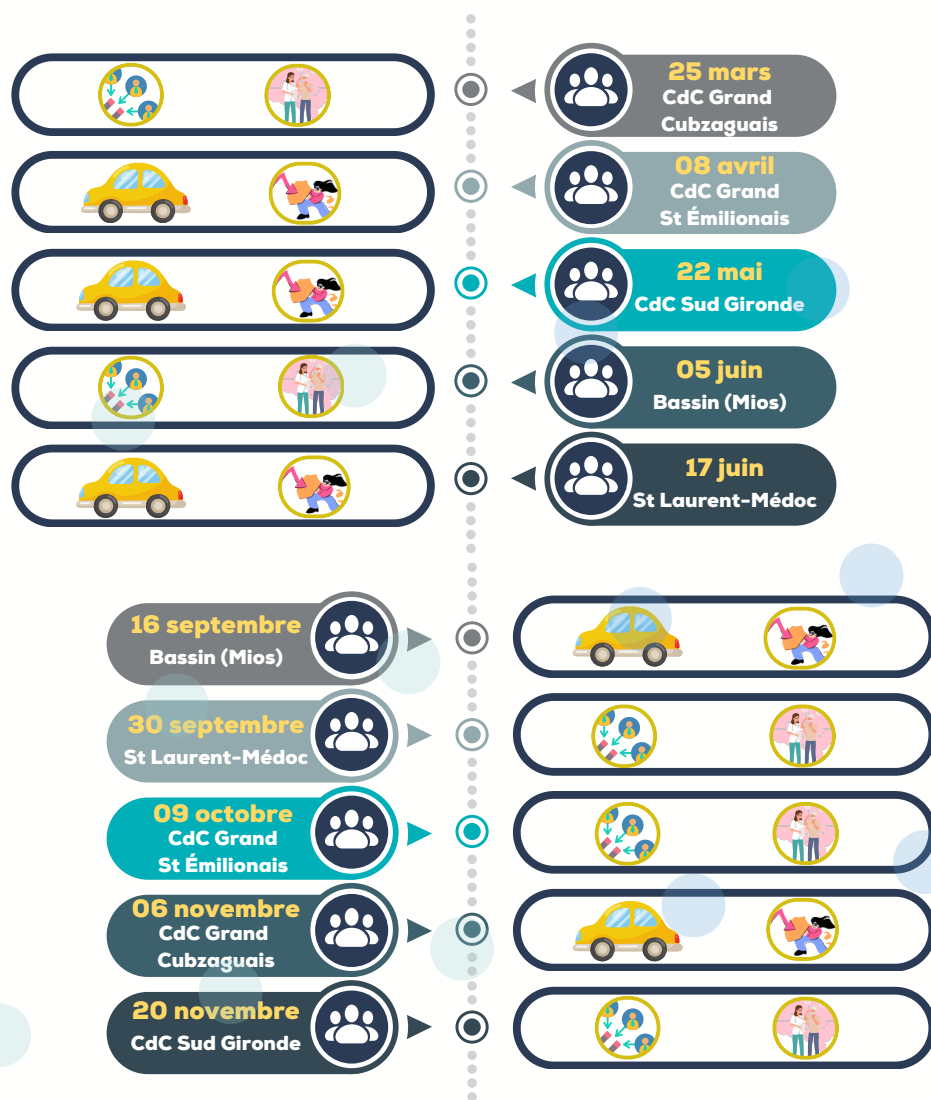 25 mars
CdC Grand
Cubzaguais
08 avril
CdC Grand
St Émilionais
22 mai
CdC Sud Gironde
05 juin
Bassin (Mios)
17 juin
St Laurent-Médoc
16 septembre
Bassin (Mios)
30 septembre
St Laurent-Médoc
09 octobre
CdC Grand
St Émilionais
06 novembre
CdC Grand
Cubzaguais
20 novembre
CdC Sud Gironde